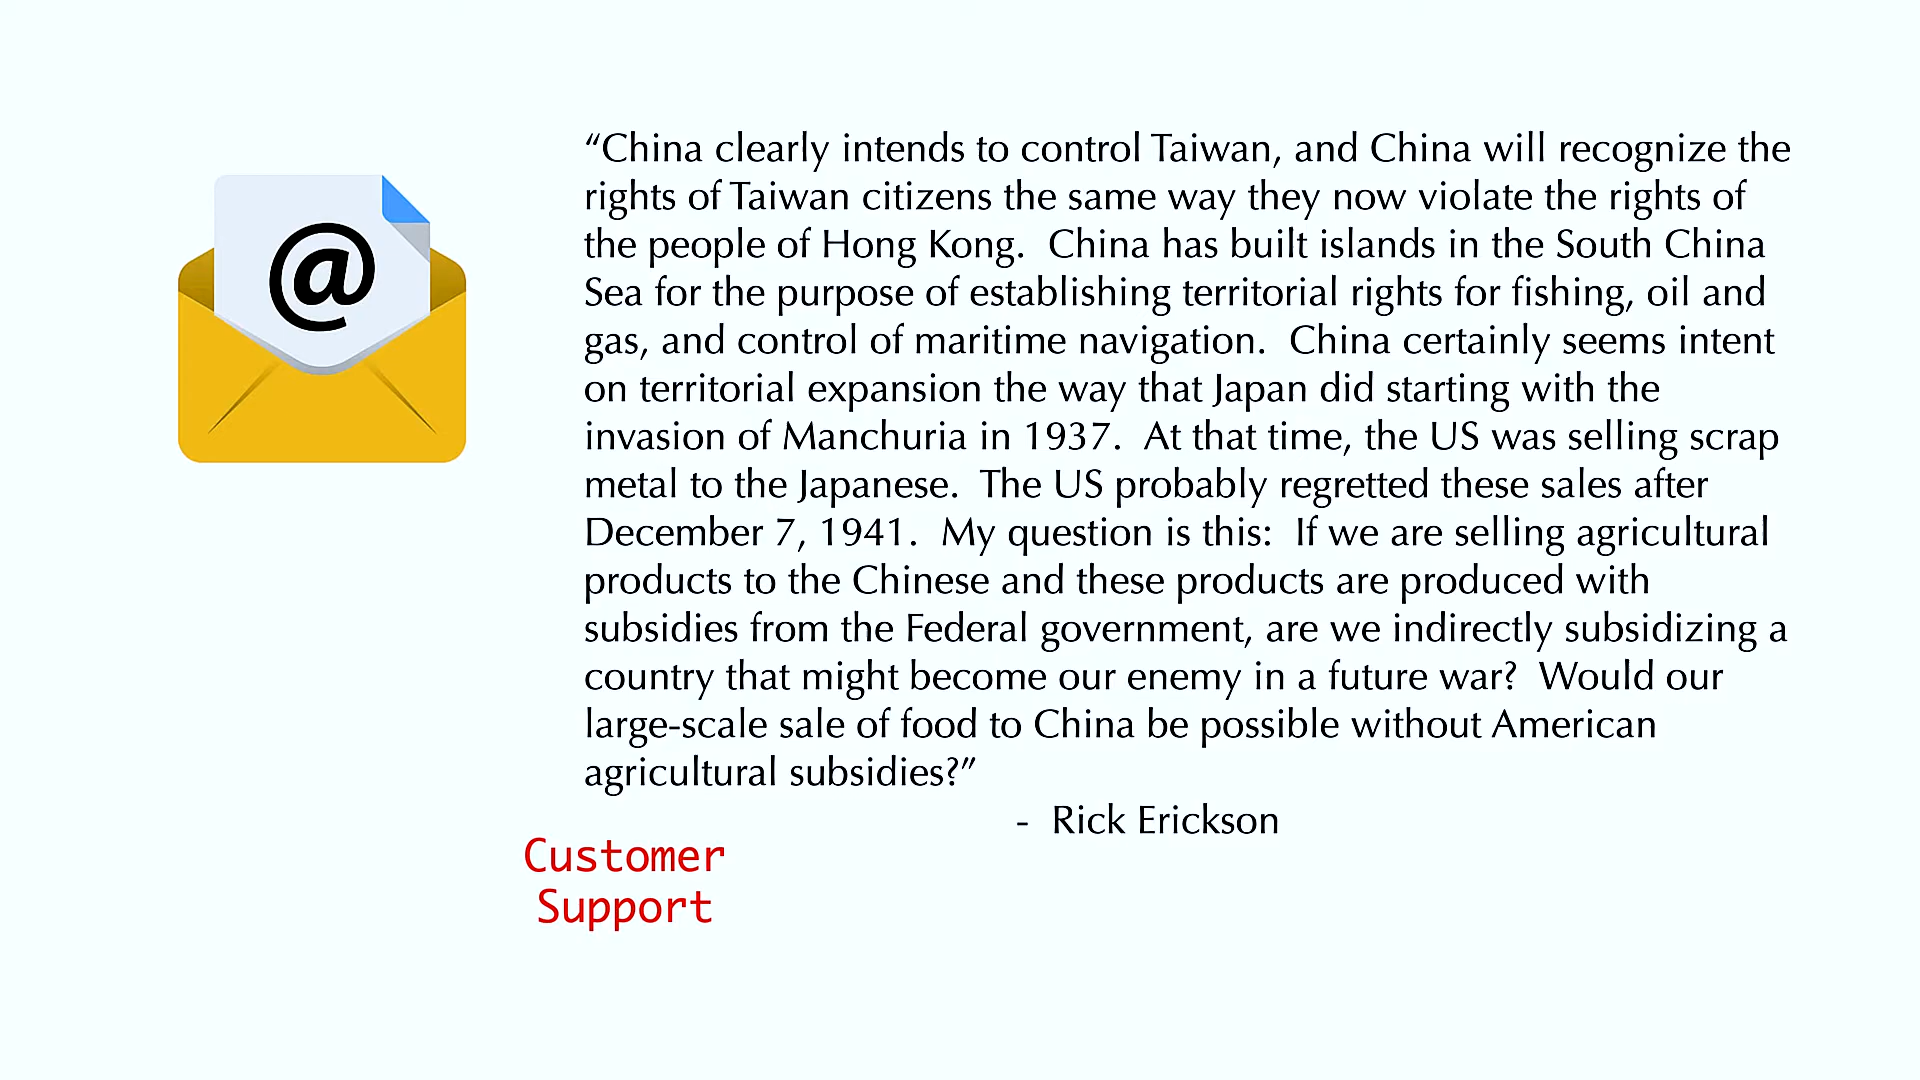 @
“China clearly intends to control Taiwan, and China will recognize the
rights of Taiwan citizens the same way they now violate the rights of
the people of Hong Kong.  China has built islands in the South China
Sea for the purpose of establishing territorial rights for fishing, oil and
gas, and control of maritime navigation.  China certainly seems intent
on territorial expansion the way that Japan did starting with the
invasion of Manchuria in 1937.  At that time, the US was selling scrap
metal to the Japanese.  The US probably regretted these sales after
December 7, 1941.  My question is this:  If we are selling agricultural
products to the Chinese and these products are produced with
subsidies from the Federal government, are we indirectly subsidizing a
country that might become our enemy in a future war?  Would our
large-scale sale of food to China be possible without American
agricultural subsidies?”
- Rick Erickson
Customer
Support